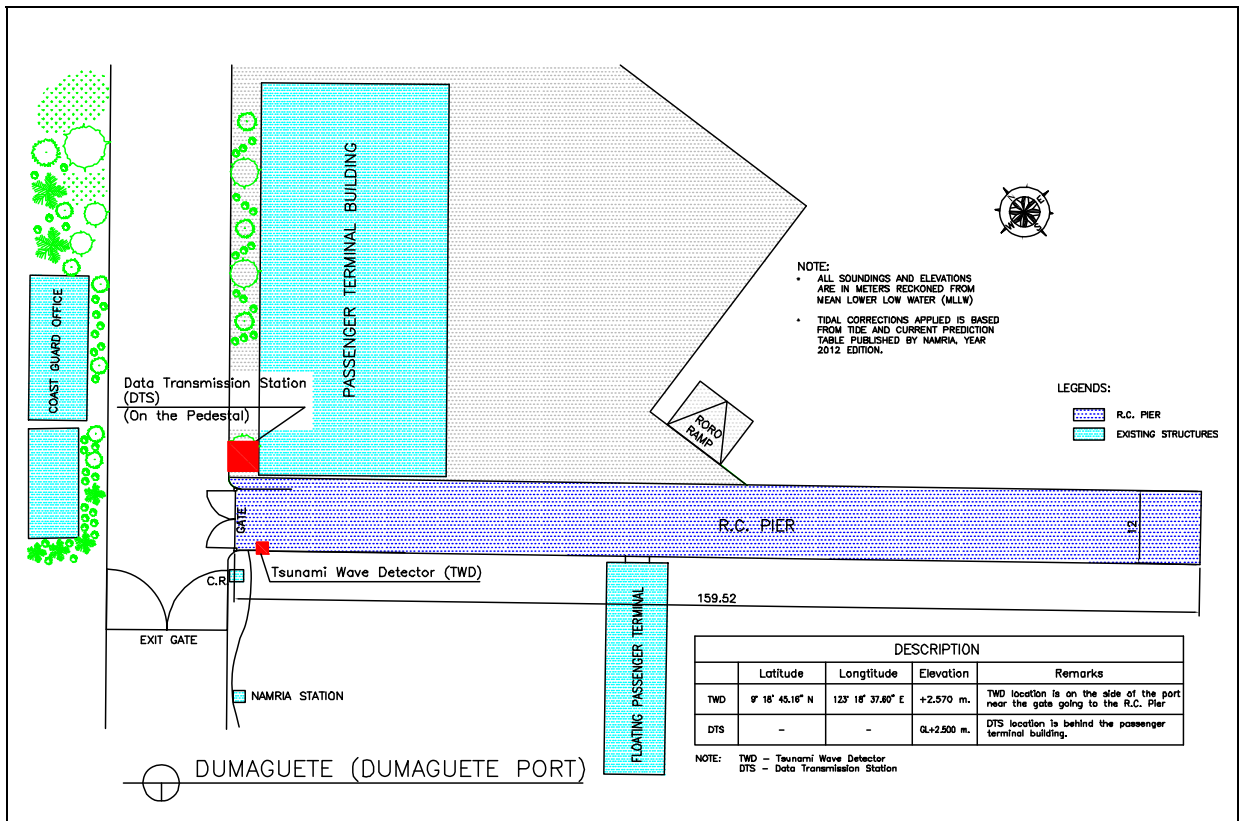 PASSENGER TERMINAL BUILDING
COAST GUARD OFFICE
Data Transmission Station
(DTS)
(On the Pedestal)
NOTE:
• ALL SOUNDINGS AND ELEVATIONS
ARE IN METERS RECKONED FROM
MEAN LOWER LOW WATER (MLLW)
• TIDAL CORRECTIONS APPLIED IS BASED
FROM TIDE AND CURRENT PREDICTION
TABLE PUBLISHED BY NAMRIA, YEAR
2012 EDITION.
LEGENDS:
R.C. PIER
EXISTING STRUCTURES
RORO
RAMP
GATE
R.C. PIER
12
Tsunami Wave Detector (TWD)
C.R.
159.52
EXIT GATE
NAMRIA STATION
FLOATING PASSENGER TERMINAL
DESCRIPTION
Latitude Longtitude Elevation Remarks
TWD 9° 18' 45.16" N 123° 18' 37.60" E +2.570 m. TWD location is on the side of the port
near the gate going to the R.C. Pier
DTS - - GL+2.500 m. DTS location is behind the passenger
terminal building.
NOTE: TWD - Tsunami Wave Detector
DTS - Data Transmission Station
DUMAGUETE (DUMAGUETE PORT)